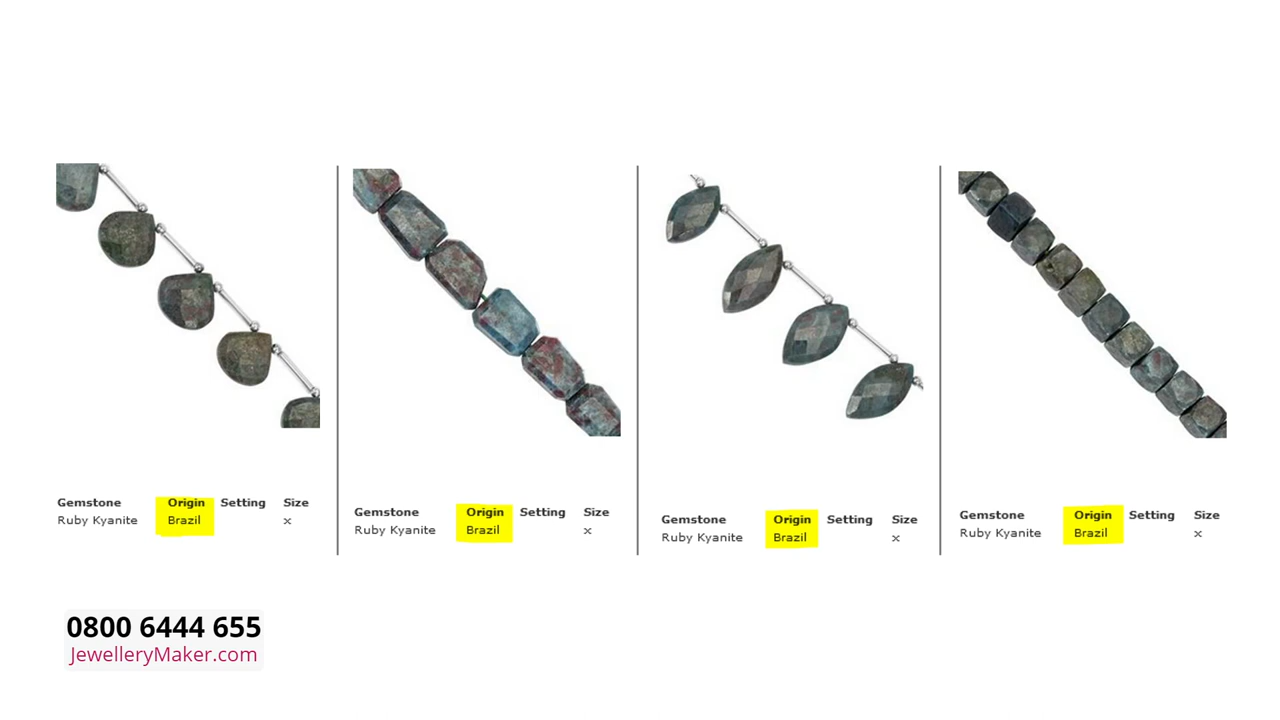 Gemstone Origin Setting Size
Ruby Kyanite Brazil x
Gemstone Origin Setting Size
Ruby Kyanite Brazil x
Gemstone Origin Setting Size
Ruby Kyanite Brazil x
Gemstone Origin Setting Size
Ruby Kyanite Brazil x
0800 6444 655
JewelleryMaker.com